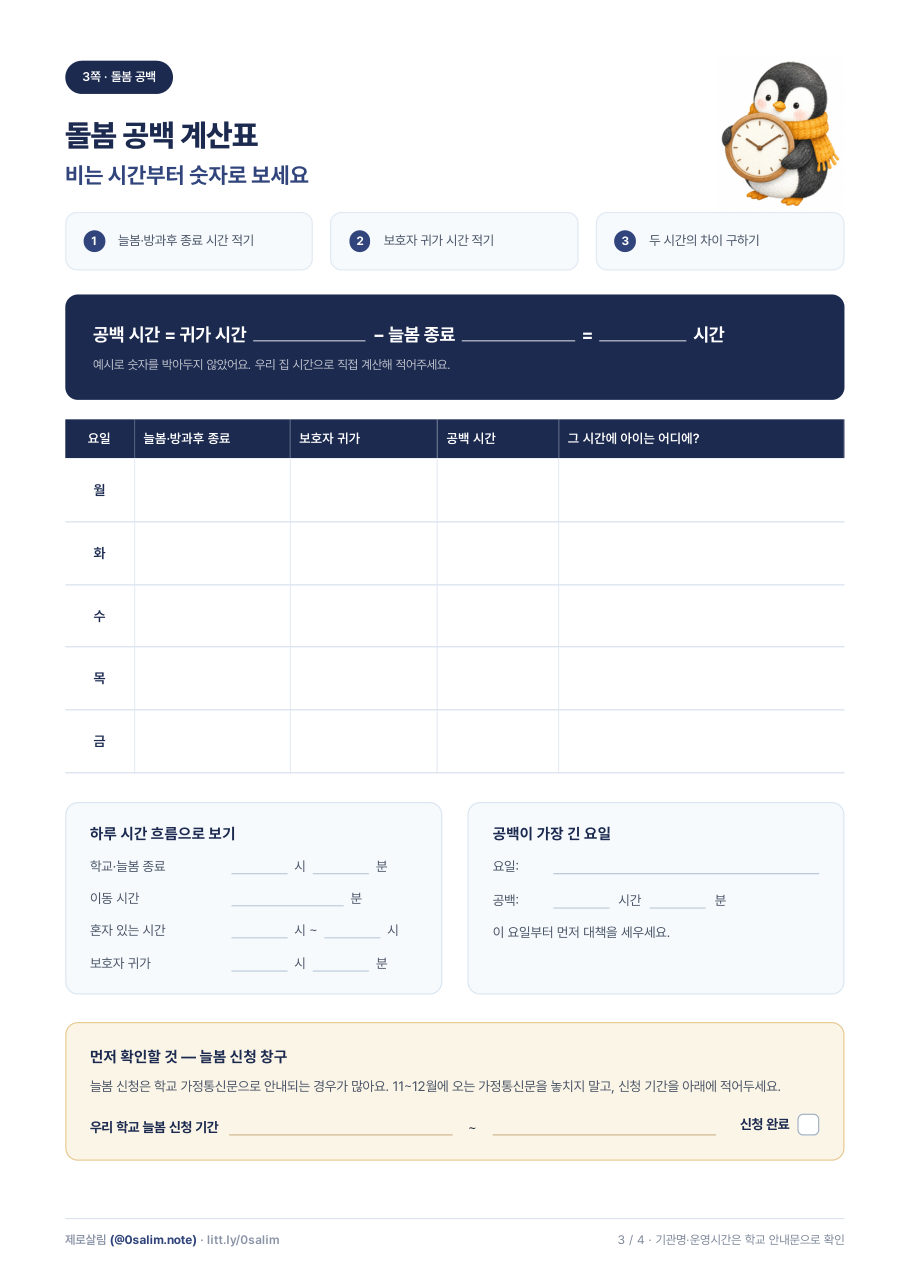 3쪽 · 돌봄 공백
돌봄 공백 계산표
비는 시간부터 숫자로 보세요
1 늘봄·방과후 종료 시간 적기
2 보호자 귀가 시간 적기
3 두 시간의 차이 구하기
공백 시간 = 귀가 시간 ____________ – 늘봄 종료 ____________ = _________ 시간
예시로 숫자를 박아두지 않았어요. 우리 집 시간으로 직접 계산해 적어주세요.
요일 늘봄·방과후 종료 보호자 귀가 공백 시간 그 시간에 아이는 어디에?
월
화
수
목
금
하루 시간 흐름으로 보기
학교·늘봄 종료 ______ 시 ______ 분
이동 시간 ____________ 분
혼자 있는 시간 ______ 시 ~ ______ 시
보호자 귀가 ______ 시 ______ 분
공백이 가장 긴 요일
요일: ____________________
공백: ______ 시간 ______ 분
이 요일부터 먼저 대책을 세우세요.
먼저 확인할 것 — 늘봄 신청 창구
늘봄 신청은 학교 가정통신문으로 안내되는 경우가 많아요. 11~12월에 오는 가정통신문을 놓치지 말고, 신청 기간을 아래에 적어두세요.
우리 학교 늘봄 신청 기간 ____________________ ~ ____________________ 신청 완료
제로살림 (@0salim.note) · litt.ly/0salim
3 / 4 · 기관명·운영시간은 학교 안내문으로 확인